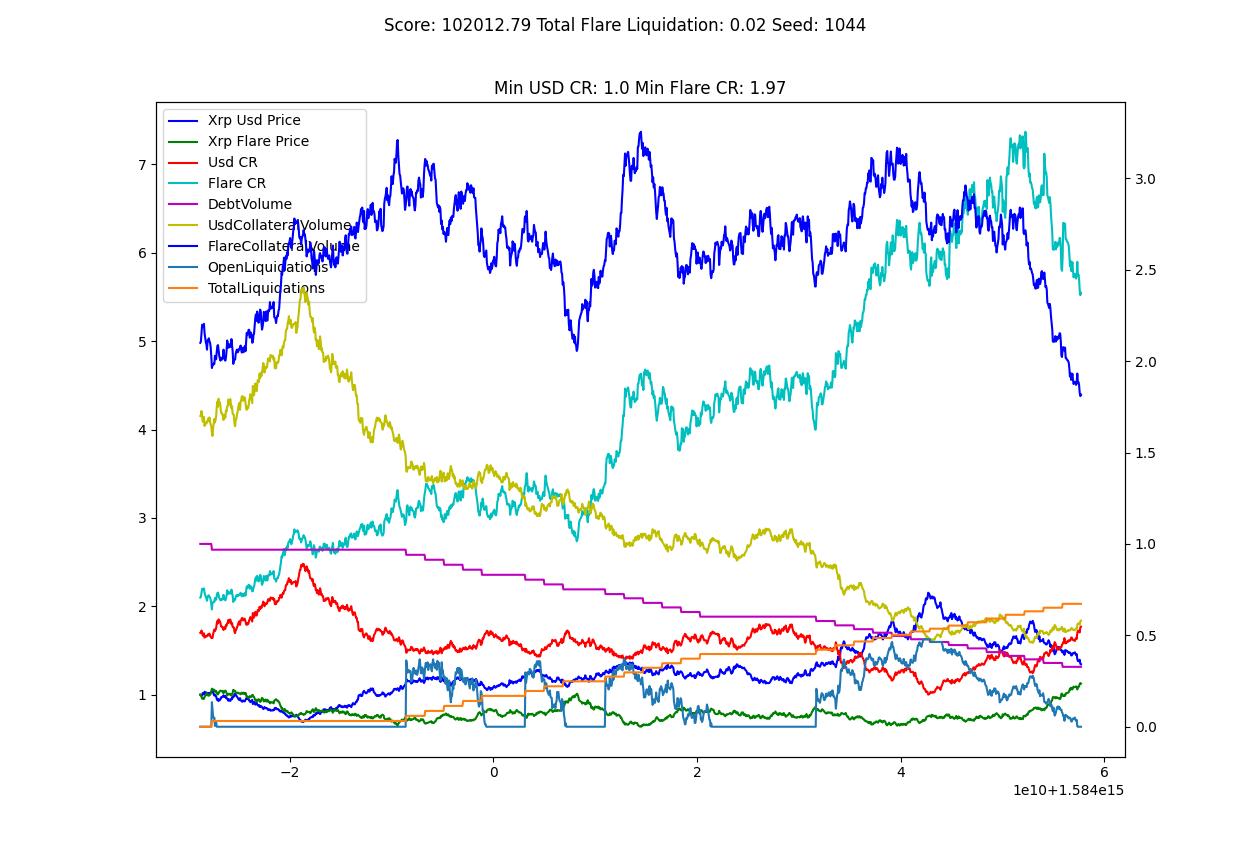 Score: 102012.79 Total Flare Liquidation: 0.02 Seed: 1044
Min USD CR: 1.0 Min Flare CR: 1.97
Xrp Usd Price
Xrp Flare Price
Usd CR
Flare CR
DebtVolume
UsdCollateralVolume
FlareCollateralVolume
OpenLiquidations
TotalLiquidations
7
6
5
4
3
2
1
3.0
2.5
2.0
1.5
1.0
0.5
0.0
−2 0 2 4 6
1e10+1.584e15